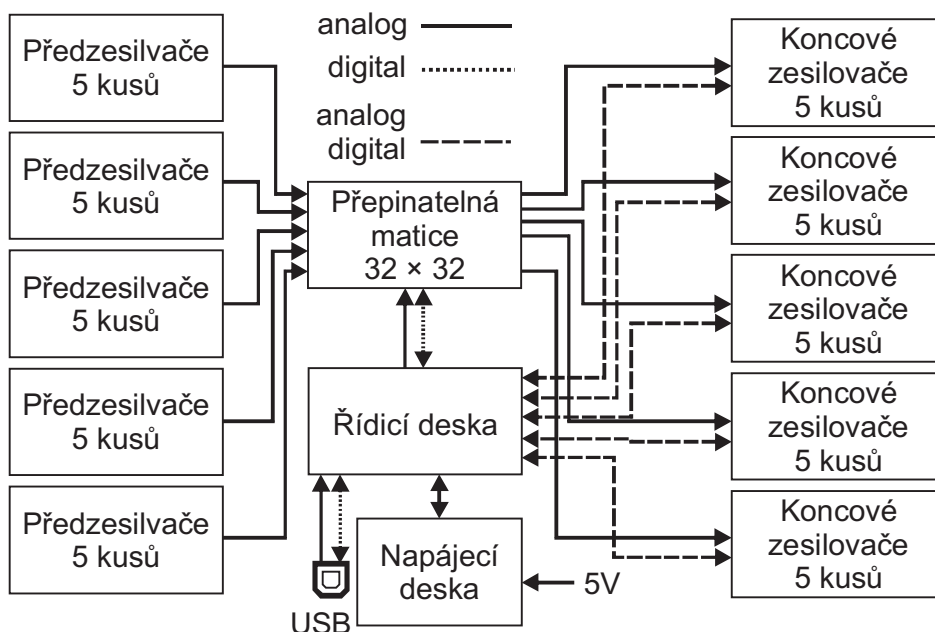 Předzesilvače
5 kusů
Předzesilvače
5 kusů
Předzesilvače
5 kusů
Předzesilvače
5 kusů
Předzesilvače
5 kusů
analog
digital
analog
digital
Přepinatelná
matice
32 × 32
Řídicí deska
Napájecí
deska
USB
5V
Koncové
zesilovače
5 kusů
Koncové
zesilovače
5 kusů
Koncové
zesilovače
5 kusů
Koncové
zesilovače
5 kusů
Koncové
zesilovače
5 kusů